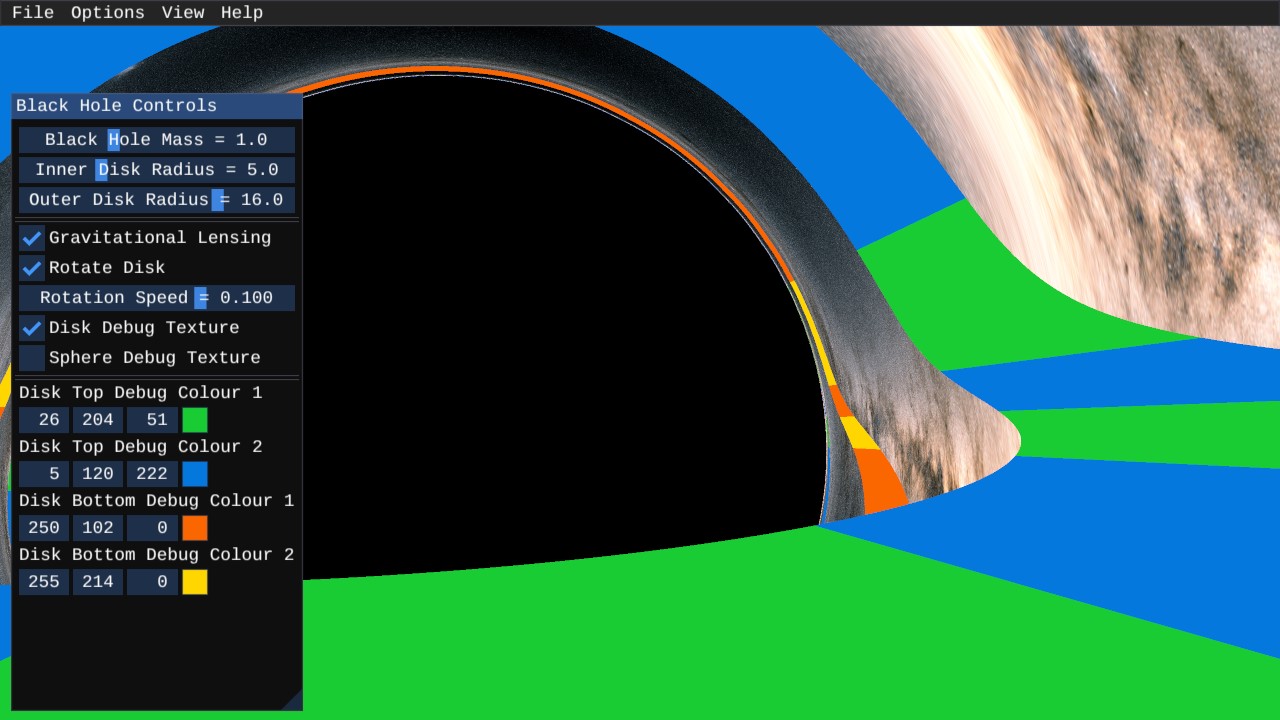 File Options View Help
Black Hole Controls
Black Hole Mass = 1.0
Inner Disk Radius = 5.0
Outer Disk Radius = 16.0
Gravitational Lensing
Rotate Disk
Rotation Speed = 0.100
Disk Debug Texture
Sphere Debug Texture
Disk Top Debug Colour 1
26 204 51
Disk Top Debug Colour 2
5 120 222
Disk Bottom Debug Colour 1
250 102 0
Disk Bottom Debug Colour 2
255 214 0